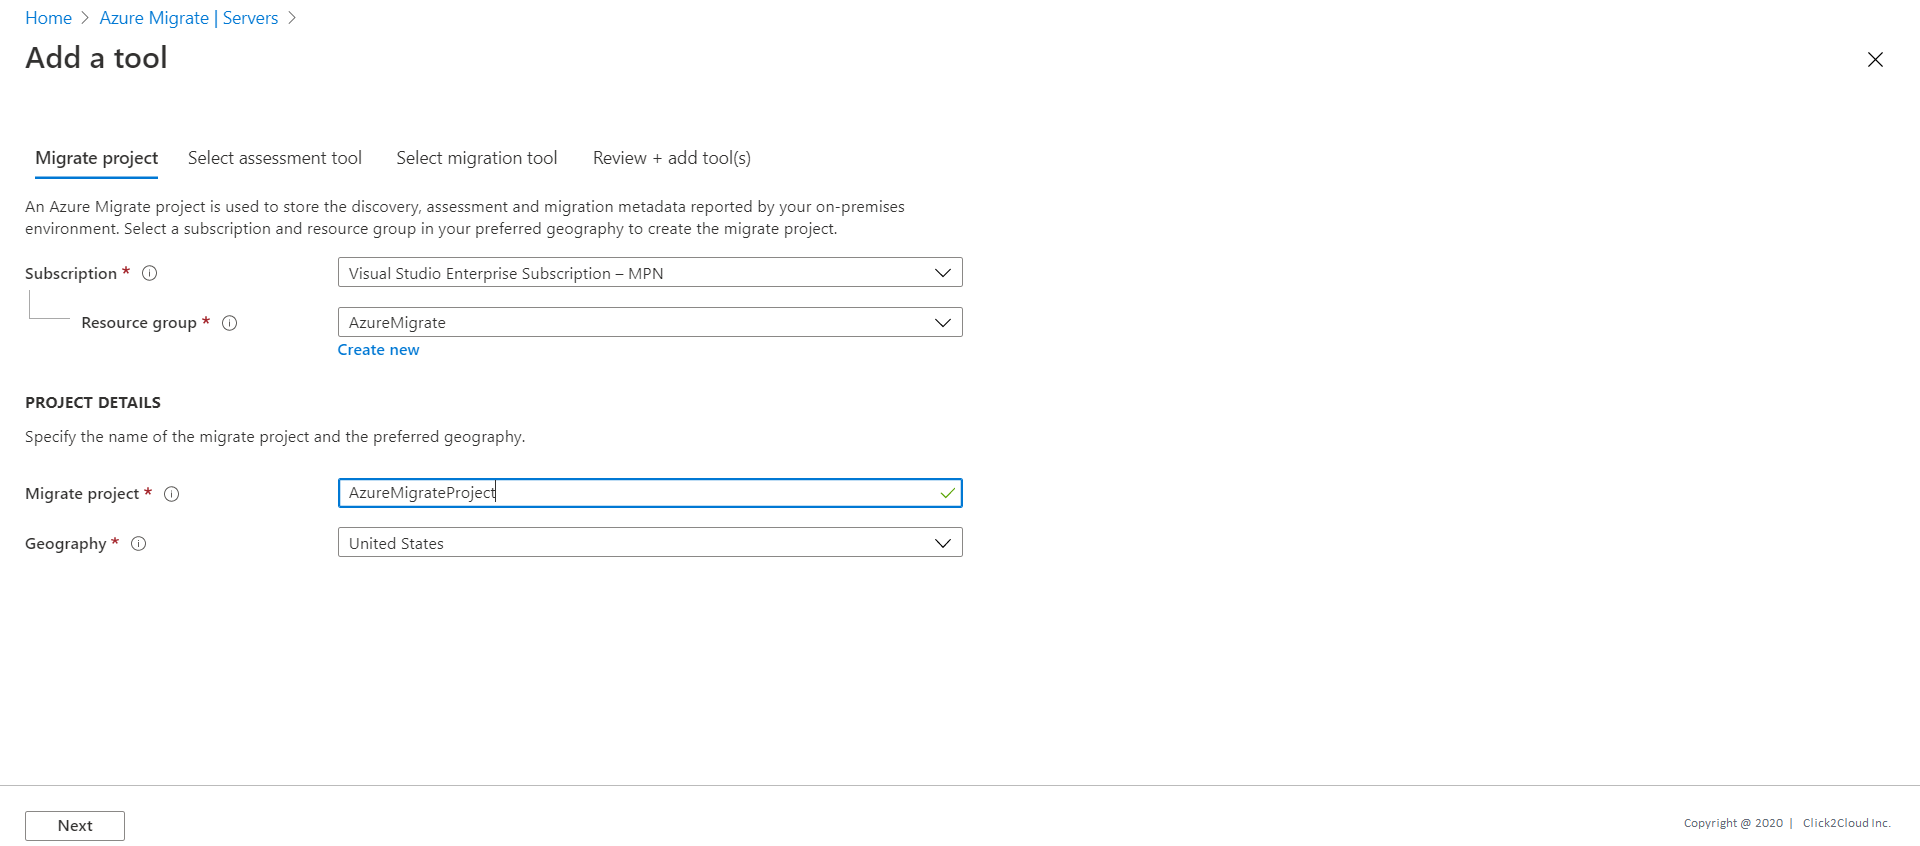 Home > Azure Migrate | Servers >
Add a tool
Migrate project Select assessment tool Select migration tool Review + add tool(s)
An Azure Migrate project is used to store the discovery, assessment and migration metadata reported by your on-premises
environment. Select a subscription and resource group in your preferred geography to create the migrate project.
Subscription * Visual Studio Enterprise Subscription – MPN
Resource group * AzureMigrate
Create new
PROJECT DETAILS
Specify the name of the migrate project and the preferred geography.
Migrate project * AzureMigrateProject
Geography * United States
Next
Copyright @ 2020 | Click2Cloud Inc.